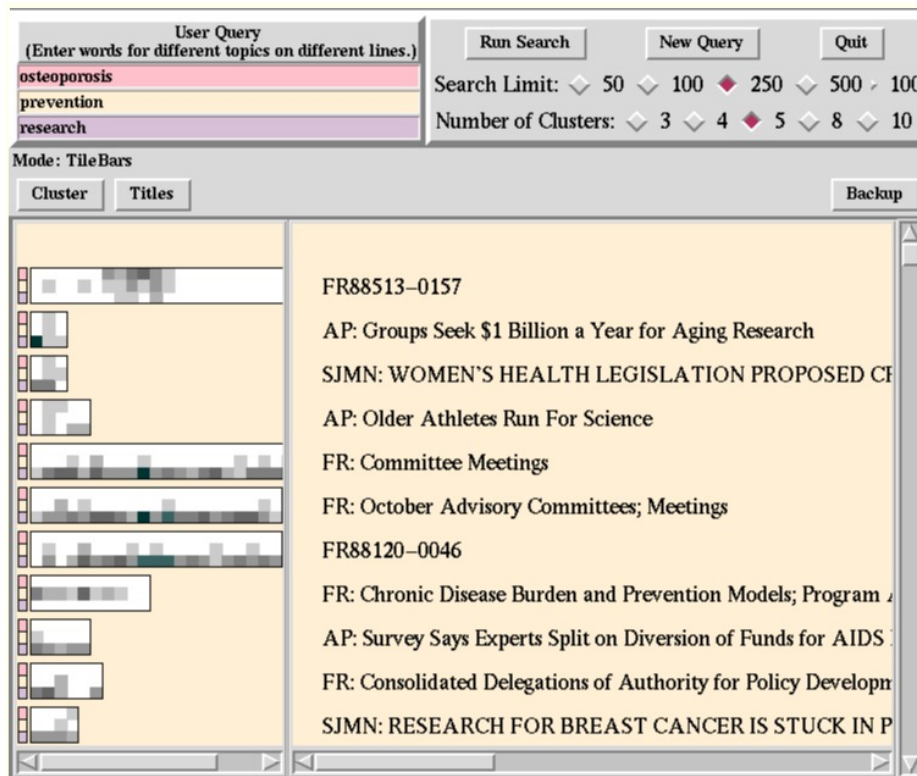 User Query
(Enter words for different topics on different lines.)
osteoporosis
prevention
research
Run Search New Query Quit
Search Limit: 50 100 250 500 100
Number of Clusters: 3 4 5 8 10
Mode: TileBars
Cluster Titles Backup
FR88513-0157
AP: Groups Seek $1 Billion a Year for Aging Research
SJMN: WOMEN'S HEALTH LEGISLATION PROPOSED
AP: Older Athletes Run For Science
FR: Committee Meetings
FR: October Advisory Committees; Meetings
FR88120-0046
FR: Chronic Disease Burden and Prevention Models; Program
AP: Survey Says Experts Split on Diversion of Funds for AIDS
FR: Consolidated Delegations of Authority for Policy Developm
SJMN: RESEARCH FOR BREAST CANCER IS STUCK IN P